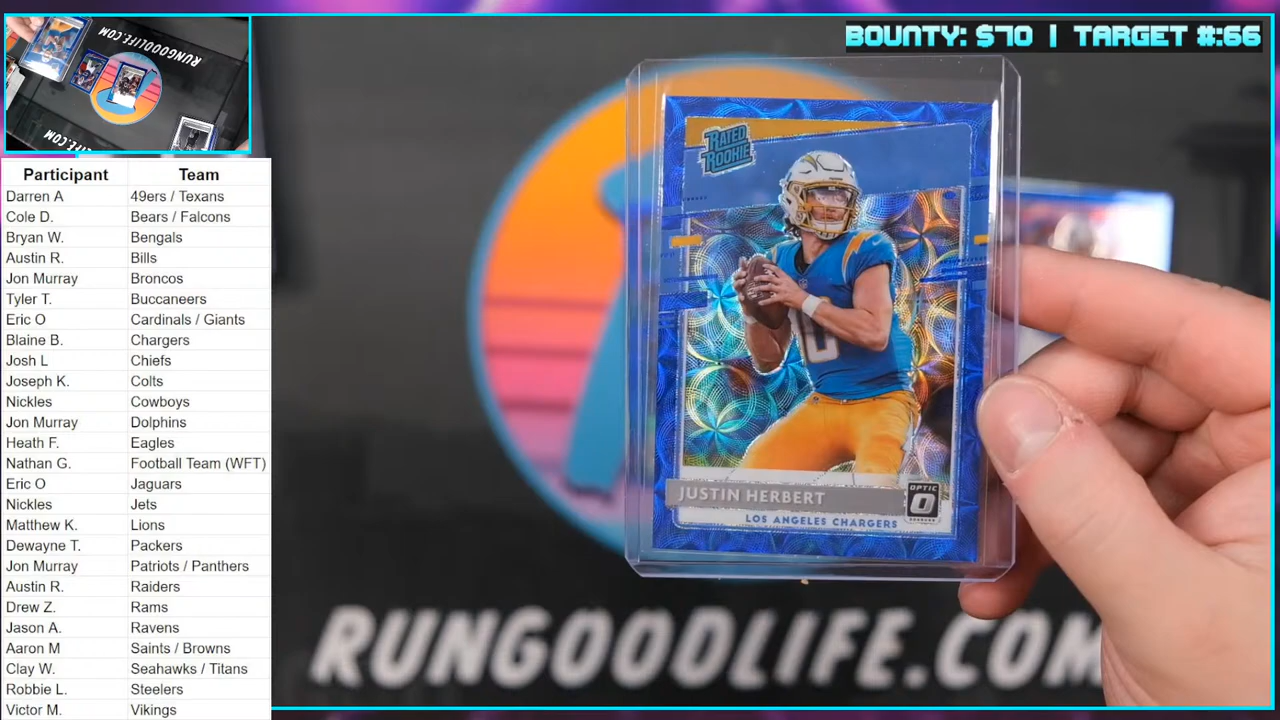 BOUNTY: $70 | TARGET #:66
RUNGOODLIFE.COM
Participant Team
Darren A 49ers / Texans
Cole D. Bears / Falcons
Bryan W. Bengals
Austin R. Bills
Jon Murray Broncos
Tyler T. Buccaneers
Eric O Cardinals / Giants
Blaine B. Chargers
Josh L Chiefs
Joseph K. Colts
Nickles Cowboys
Jon Murray Dolphins
Heath F. Eagles
Nathan G. Football Team (WFT)
Eric O Jaguars
Nickles Jets
Matthew K. Lions
Dewayne T. Packers
Jon Murray Patriots / Panthers
Austin R. Raiders
Drew Z. Rams
Jason A. Ravens
Aaron M Saints / Browns
Clay W. Seahawks / Titans
Robbie L. Steelers
Victor M. Vikings
RATED
ROOKIE
10
JUSTIN HERBERT
OPTIC
LOS ANGELES CHARGERS
RUNGOODLIFE.COM